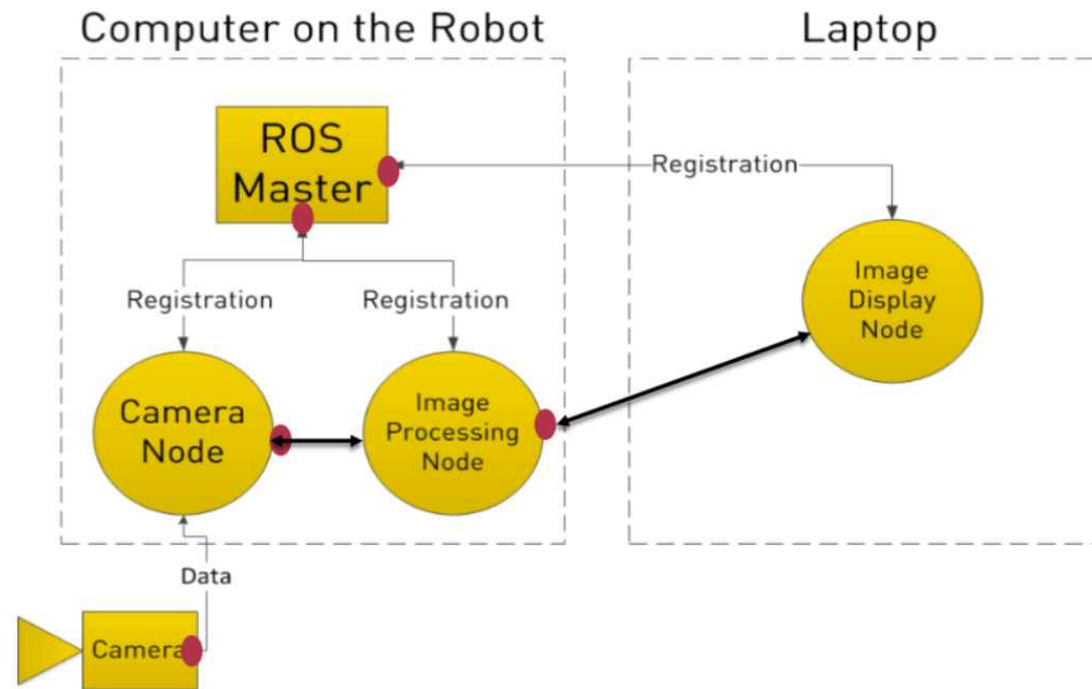 Computer on the Robot
Laptop
ROS
Master
Registration
Registration
Registration
Image
Display
Node
Camera
Node
Image
Processing
Node
Data
Camera